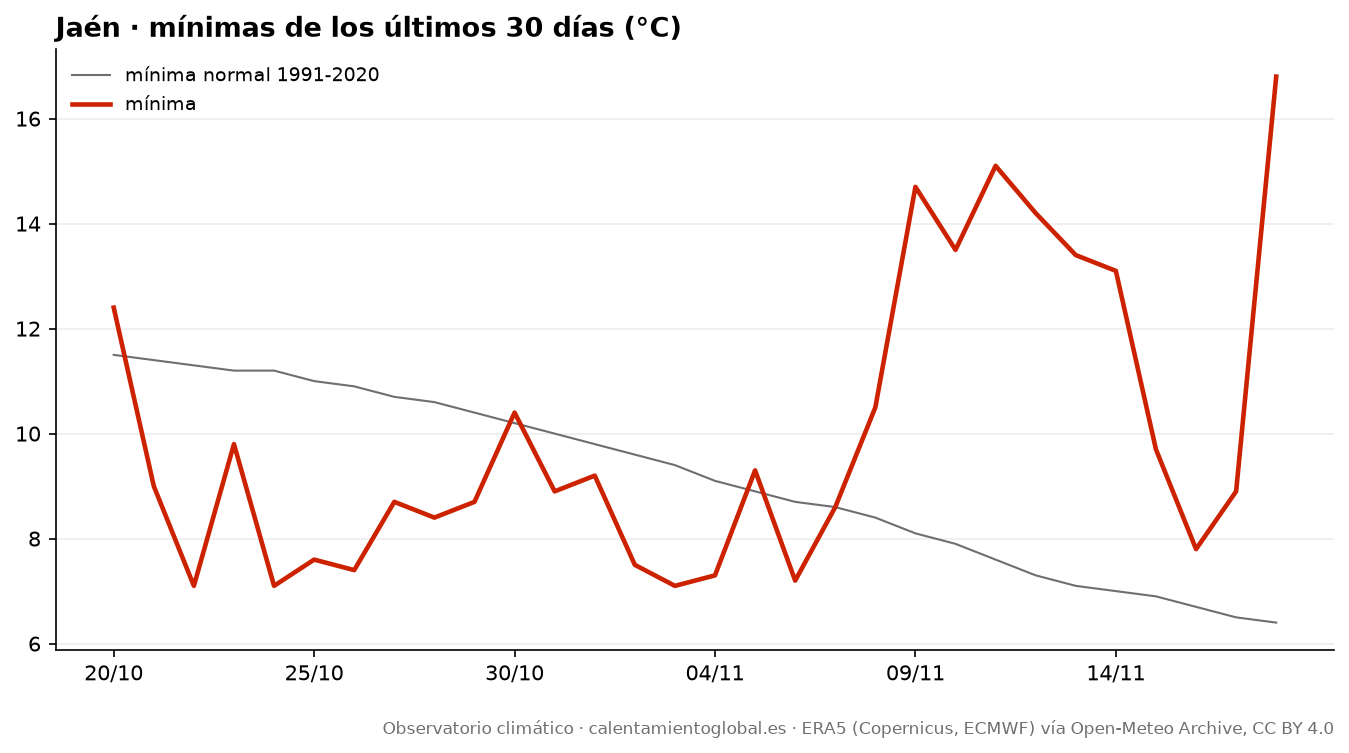 Jaén · mínimas de los últimos 30 días (°C)
mínima normal 1991-2020
mínima
16
14
12
10
8
6
20/10 25/10 30/10 04/11 09/11 14/11
Observatorio climático · calentamientoglobal.es · ERA5 (Copernicus, ECMWF) vía Open-Meteo Archive, CC BY 4.0